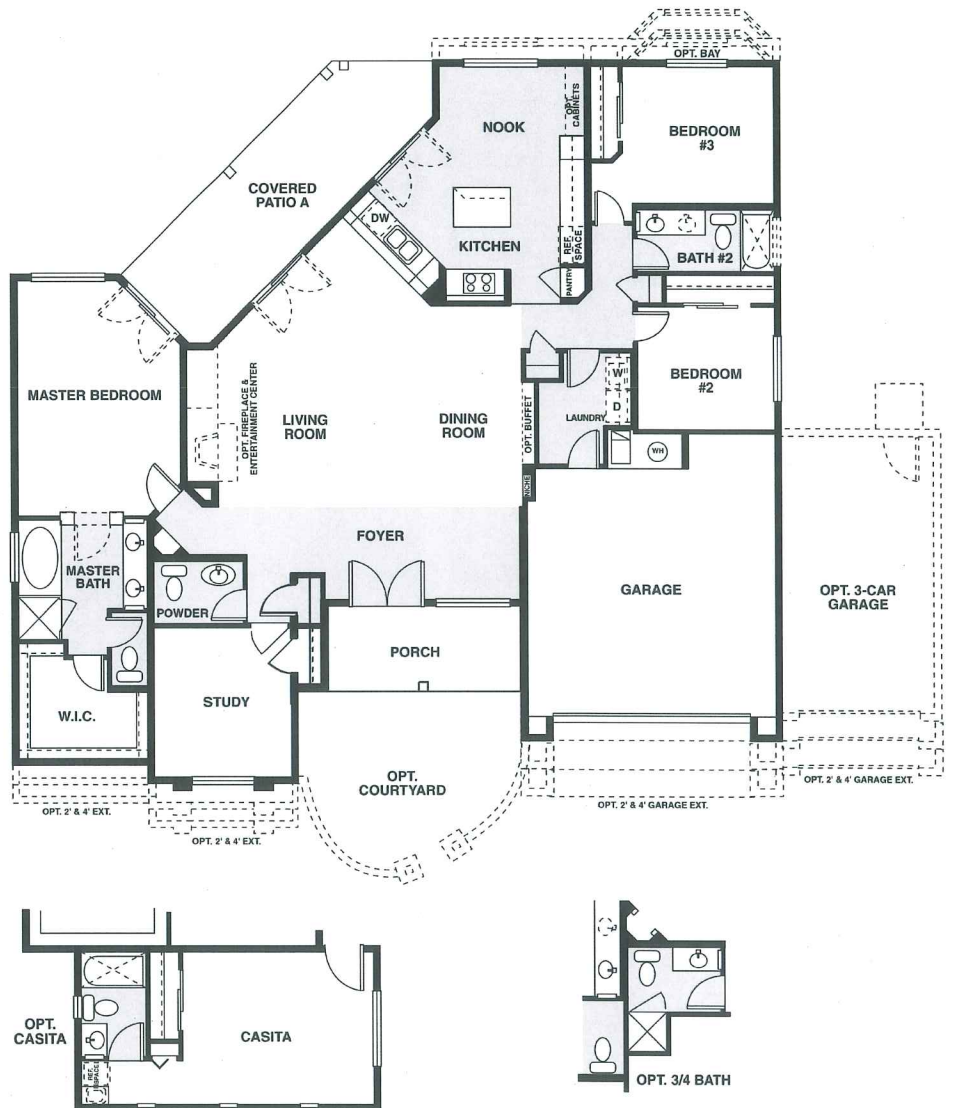 OPT. BAY
NOOK
OPT.
CABINETS
BEDROOM
#3
COVERED
PATIO A
DW
KITCHEN
REF.
SPACE
PANTRY
BATH #2
MASTER BEDROOM
LIVING
ROOM
OPT. FIREPLACE &
ENTERTAINMENT CENTER
DINING
ROOM
OPT. BUFFET
W
D
LAUNDRY
BEDROOM
#2
WH
NICHE
FOYER
MASTER
BATH
POWDER
GARAGE
OPT. 3-CAR
GARAGE
PORCH
STUDY
W.I.C.
OPT.
COURTYARD
OPT. 2' & 4' EXT.
OPT. 2' & 4' EXT.
OPT. 2' & 4' GARAGE EXT.
OPT. 2' & 4' GARAGE EXT.
OPT.
CASITA
CASITA
REF.
SPACE
OPT. 3/4 BATH